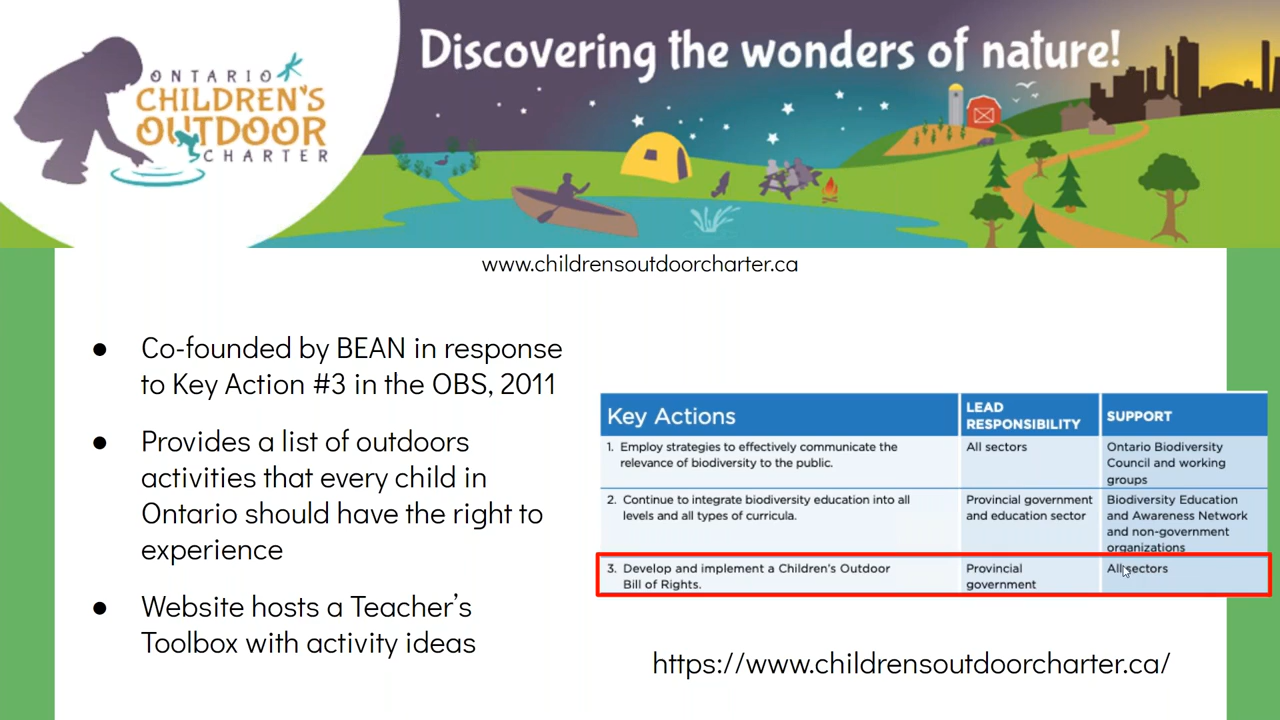 ONTARIO
CHILDREN'S
OUTDOOR
CHARTER
Discovering the wonders of nature!
www.childrensoutdoorcharter.ca
● Co-founded by BEAN in response
to Key Action #3 in the OBS, 2011
● Provides a list of outdoors
activities that every child in
Ontario should have the right to
experience
● Website hosts a Teacher's
Toolbox with activity ideas
Key Actions
LEAD
RESPONSIBILITY
SUPPORT
1. Employ strategies to effectively communicate the
relevance of biodiversity to the public.
All sectors
Ontario Biodiversity
Council and working
groups
2. Continue to integrate biodiversity education into all
levels and all types of curricula.
Provincial government
and education sector
Biodiversity Education
and Awareness Network
and non-government
organizations
3. Develop and implement a Children's Outdoor
Bill of Rights.
Provincial
government
All sectors
https://www.childrensoutdoorcharter.ca/